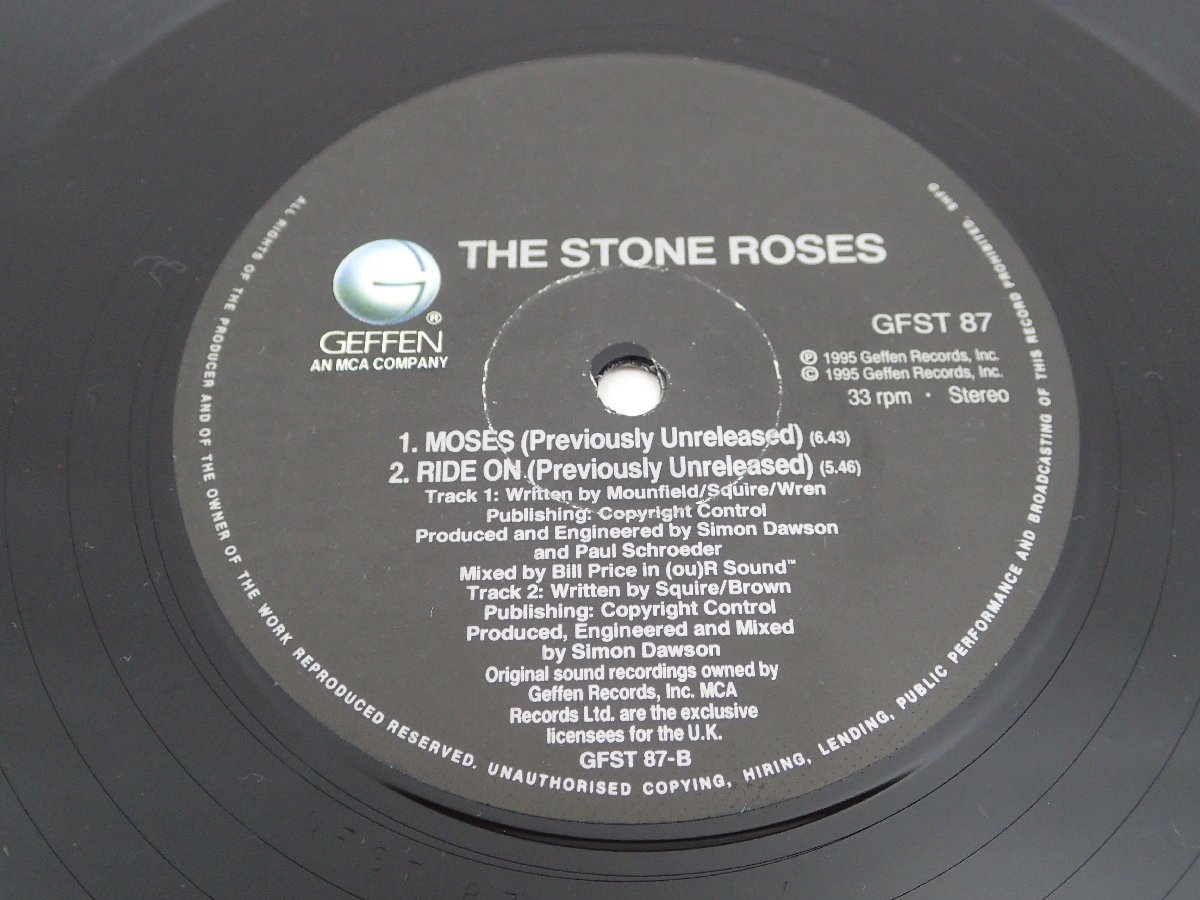 THE STONE ROSES
GEFFEN
®
AN MCA COMPANY
GFST 87
℗ 1995 Geffen Records, Inc.
© 1995 Geffen Records, Inc.
33 rpm · Stereo
1. MOSES (Previously Unreleased) (6.43)
2. RIDE ON (Previously Unreleased) (5.46)
Track 1: Written by Mounfield/Squire/Wren
Publishing: Copyright Control
Produced and Engineered by Simon Dawson
and Paul Schroeder
Mixed by Bill Price in (ou)R Sound™
Track 2: Written by Squire/Brown
Publishing: Copyright Control
Produced, Engineered and Mixed
by Simon Dawson
Original sound recordings owned by
Geffen Records, Inc. MCA
Records Ltd. are the exclusive
licensees for the U.K.
GFST 87-B
ALL RIGHTS OF THE PRODUCER AND OF THE OWNER OF THE WORK REPRODUCED RESERVED. UNAUTHORISED COPYING, HIRING, LENDING, PUBLIC PERFORMANCE AND BROADCASTING OF THIS RECORD PROHIBITED.